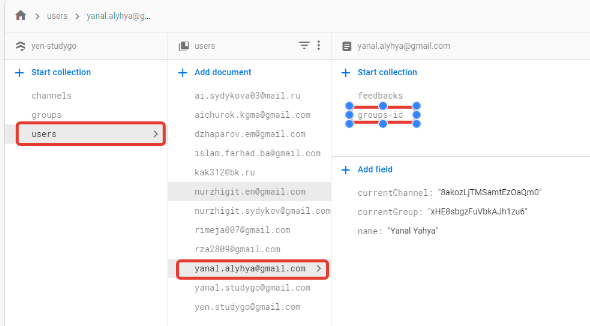 users yanal.alyhya@g...
yen-studygo
users
yanal.alyhya@gmail.com
Start collection
Add document
Start collection
channels
groups
users
ai.sydykova03@mail.ru
aichurok.kgma@gmail.com
dzhaparov.em@gmail.com
islam.farhad.ba@gmail.com
kak312@bk.ru
nurzhigit.en@gmail.com
nurzhigit.sydykov@gmail.com
rimeja007@gmail.com
rza2809@gmail.com
yanal.alyhya@gmail.com
yanal.studygo@gmail.com
yen.studygo@gmail.com
feedbacks
groups-id
Add field
currentChannel: "8akozLjTMSamtEzOaQm0"
currentGroup: "xHE8sbgzFuVbkAJh1zu6"
name: "Yanal Yahya"